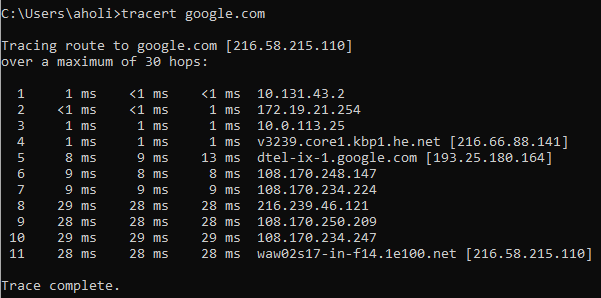 C:\Users\aholi>tracert google.com
Tracing route to google.com [216.58.215.110]
over a maximum of 30 hops:
1 1 ms <1 ms <1 ms 10.131.43.2
2 <1 ms <1 ms 1 ms 172.19.21.254
3 1 ms 1 ms 1 ms 10.0.113.25
4 1 ms 1 ms 1 ms v3239.core1.kbp1.he.net [216.66.88.141]
5 8 ms 9 ms 13 ms dtel-ix-1.google.com [193.25.180.164]
6 9 ms 8 ms 8 ms 108.170.248.147
7 9 ms 9 ms 9 ms 108.170.234.224
8 29 ms 28 ms 28 ms 216.239.46.121
9 28 ms 28 ms 28 ms 108.170.250.209
10 29 ms 29 ms 29 ms 108.170.234.247
11 28 ms 28 ms 28 ms waw02s17-in-f14.1e100.net [216.58.215.110]
Trace complete.